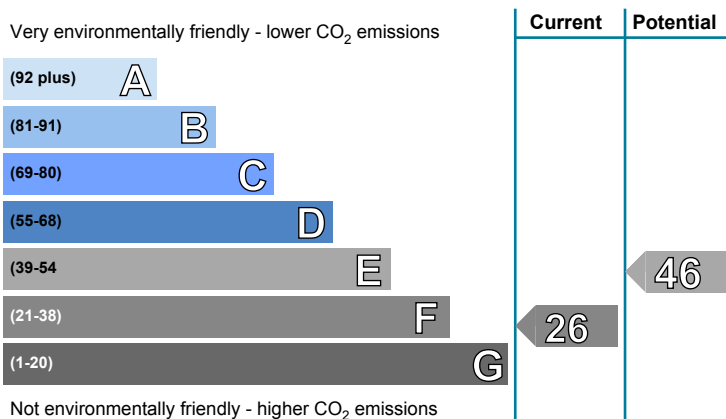 Current Potential
Very environmentally friendly - lower CO2 emissions
(92 plus) A
(81-91) B
(69-80) C
(55-68) D
(39-54 E
46
(21-38) F
26
(1-20) G
Not environmentally friendly - higher CO2 emissions